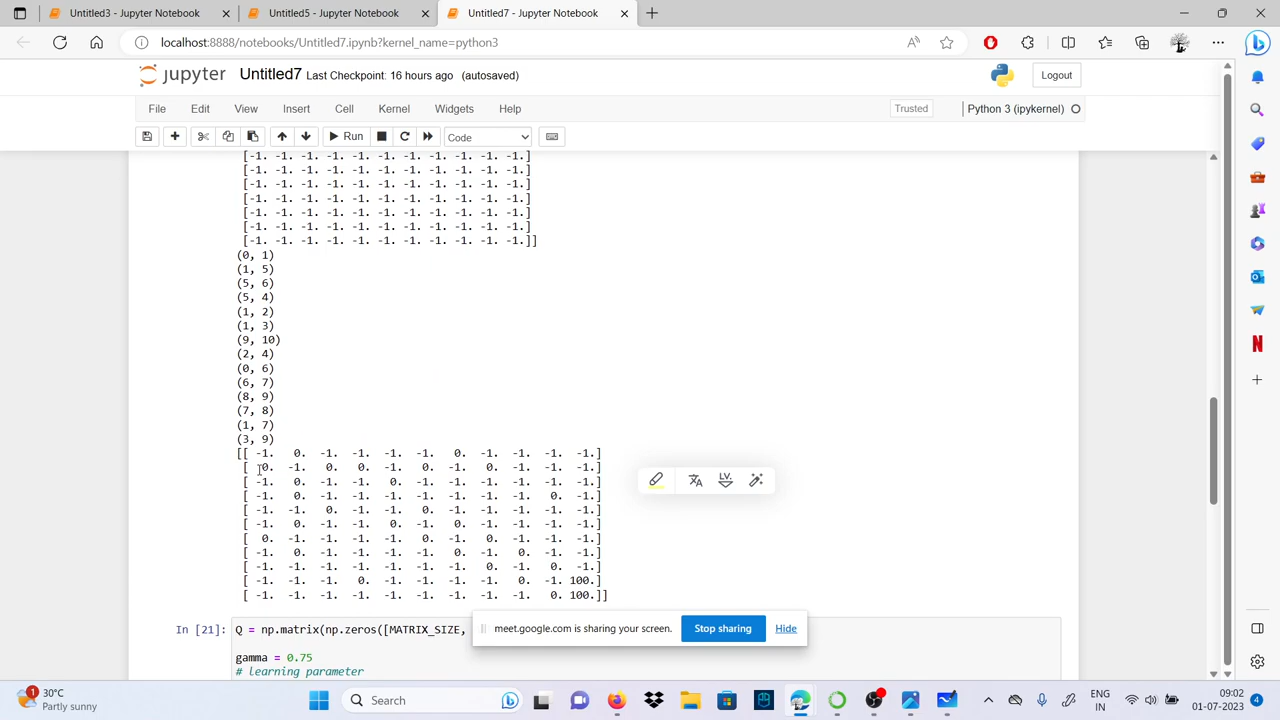 Untitled3 - Jupyter Notebook
Untitled5 - Jupyter Notebook
Untitled7 - Jupyter Notebook
localhost:8888/notebooks/Untitled7.ipynb?kernel_name=python3
jupyter Untitled7 Last Checkpoint: 16 hours ago (autosaved)
Logout
File Edit View Insert Cell Kernel Widgets Help
Trusted
Python 3 (ipykernel)
Run
Code
[-1. -1. -1. -1. -1. -1. -1. -1. -1. -1. -1.]
[-1. -1. -1. -1. -1. -1. -1. -1. -1. -1. -1.]
[-1. -1. -1. -1. -1. -1. -1. -1. -1. -1. -1.]
[-1. -1. -1. -1. -1. -1. -1. -1. -1. -1. -1.]
[-1. -1. -1. -1. -1. -1. -1. -1. -1. -1. -1.]
[-1. -1. -1. -1. -1. -1. -1. -1. -1. -1. -1.]
[-1. -1. -1. -1. -1. -1. -1. -1. -1. -1. -1.]]
(0, 1)
(1, 5)
(5, 6)
(5, 4)
(1, 2)
(1, 3)
(9, 10)
(2, 4)
(0, 6)
(6, 7)
(8, 9)
(7, 8)
(1, 7)
(3, 9)
[[ -1. 0. -1. -1. -1. -1. 0. -1. -1. -1. -1.]
[ 0. -1. 0. 0. -1. 0. -1. 0. -1. -1. -1.]
[ -1. 0. -1. -1. 0. -1. -1. -1. -1. -1. -1.]
[ -1. 0. -1. -1. -1. -1. -1. -1. -1. 0. -1.]
[ -1. -1. 0. -1. -1. 0. -1. -1. -1. -1. -1.]
[ -1. 0. -1. -1. 0. -1. 0. -1. -1. -1. -1.]
[ 0. -1. -1. -1. -1. 0. -1. 0. -1. -1. -1.]
[ -1. 0. -1. -1. -1. -1. 0. -1. 0. -1. -1.]
[ -1. -1. -1. -1. -1. -1. -1. 0. -1. 0. -1.]
[ -1. -1. -1. 0. -1. -1. -1. -1. 0. -1. 100.]
[ -1. -1. -1. -1. -1. -1. -1. -1. -1. 0. 100.]]
In [21]: Q = np.matrix(np.zeros([MATRIX_SIZE,
gamma = 0.75
# learning parameter
meet.google.com is sharing your screen. Stop sharing Hide
1
30°C
Partly sunny
Search
ENG
IN
09:02
01-07-2023
4